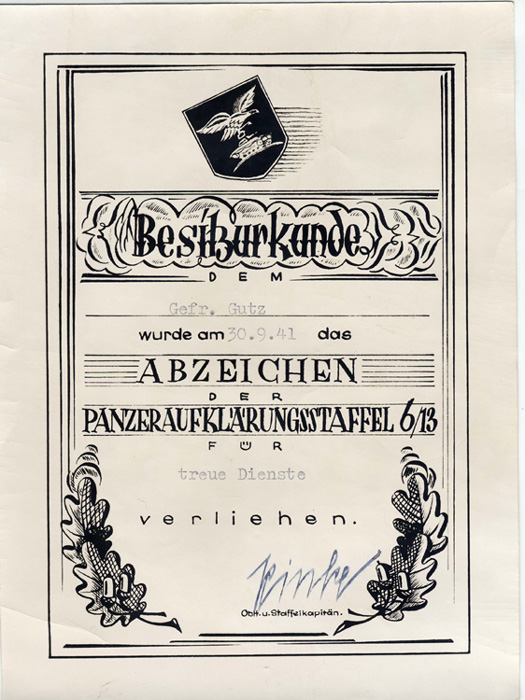 Besitzurkunde
DEM
Gefr. Gutz
wurde am 30.9.41 das
ABZEICHEN
DER
PANZERAUFKLÄRUNGSSTAFFEL 6/13
FÜR
treue Dienste
verliehen.
Oblt. u. Staffelkapitän.